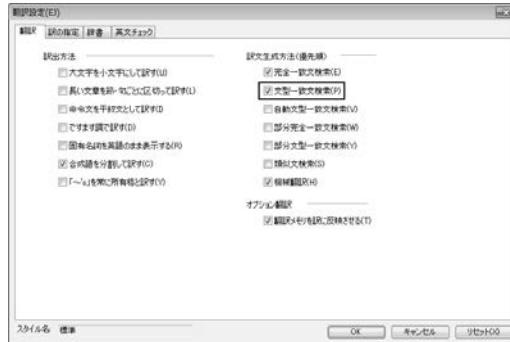 翻訳設定(EJ)
翻訳 訳の指定 辞書 英文チェック
訳出方法
大文字を小文字にして訳す(U)
長い文章を節・句ごとに区切って訳す(L)
命令文を平叙文として訳す(I)
ですます調で訳す(D)
固有名詞を英語のまま表示する(R)
合成語を分割して訳す(C)
「～'s」を常に所有格と訳す(Y)
訳文生成方法(優先順)
完全一致文検索(E)
文型一致文検索(P)
自動文型一致文検索(V)
部分完全一致文検索(W)
部分文型一致文検索(Y)
類似文検索(S)
機械翻訳(H)
オプション翻訳
翻訳メモリを訳に反映させる(T)
スタイル名 標準
OK キャンセル リセット(X)